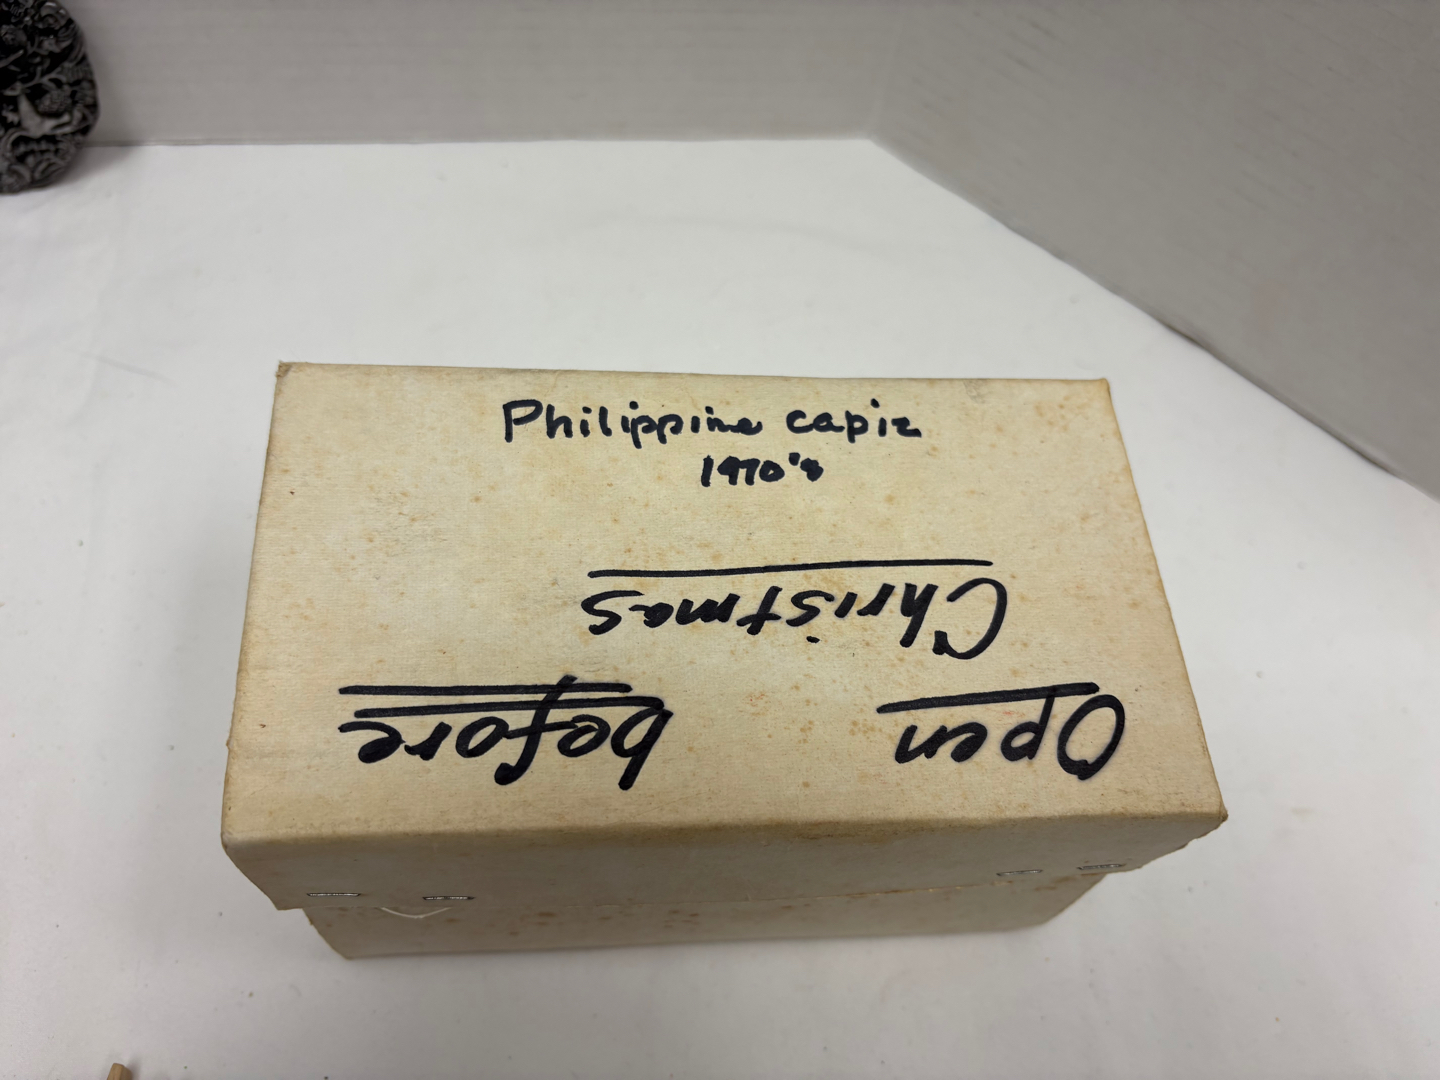 Philippine capiz
1970's
Open before
Christmas